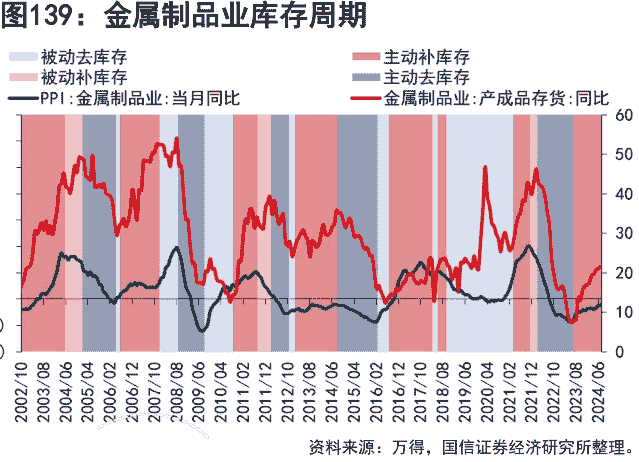 图139：金属制品业库存周期
被动去库存 主动补库存
被动补库存 主动去库存
PPI:金属制品业:当月同比 金属制品业:产成品存货:同比
60
50
40
30
20
10
0
)
)
2002/10 2003/08 2004/06 2005/04 2006/02 2006/12 2007/10 2008/08 2009/06 2010/04 2011/02 2011/12 2012/10 2013/08 2014/06 2015/04 2016/02 2016/12 2017/10 2018/08 2019/06 2020/04 2021/02 2021/12 2022/10 2023/08 2024/06
资料来源：万得，国信证券经济研究所整理。